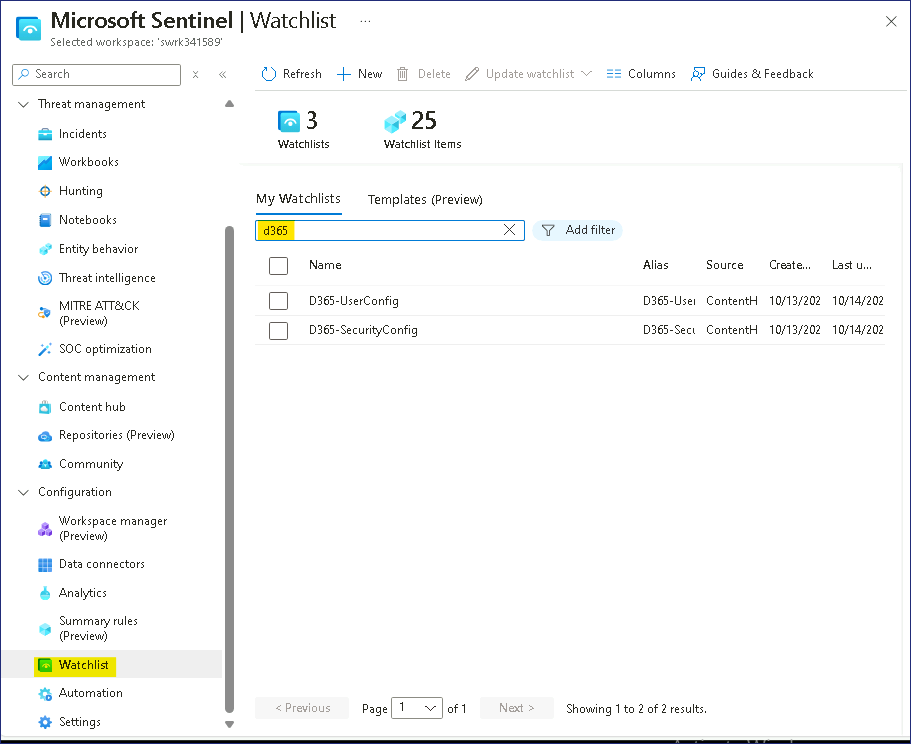 Microsoft Sentinel | Watchlist ...
Selected workspace: 'swrk341589'
Search
Threat management
Incidents
Workbooks
Hunting
Notebooks
Entity behavior
Threat intelligence
MITRE ATT&CK
(Preview)
SOC optimization
Content management
Content hub
Repositories (Preview)
Community
Configuration
Workspace manager
(Preview)
Data connectors
Analytics
Summary rules
(Preview)
Watchlist
Automation
Settings
Refresh New Delete Update watchlist Columns Guides & Feedback
3 25
Watchlists Watchlist Items
My Watchlists Templates (Preview)
d365 Add filter
Name Alias Source Create... Last u...
D365-UserConfig D365-User ContentH 10/13/202 10/14/202
D365-SecurityConfig D365-Secu ContentH 10/13/202 10/14/202
< Previous Page 1 of 1 Next > Showing 1 to 2 of 2 results.